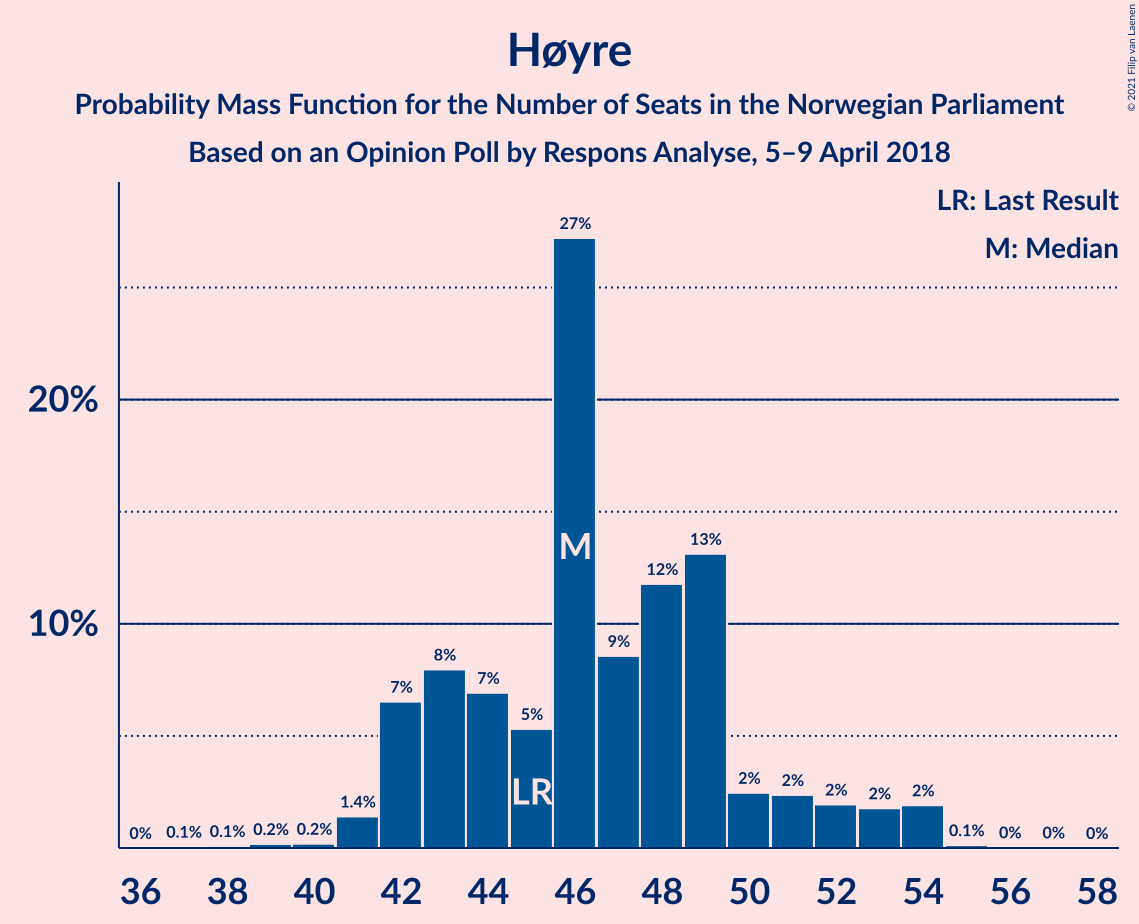 Høyre
Probability Mass Function for the Number of Seats in the Norwegian Parliament
Based on an Opinion Poll by Respons Analyse, 5–9 April 2018
© 2021 Filip van Laenen
LR: Last Result
M: Median
20%
10%
0%
0.1%
0.1%
0.2%
0.2%
1.4%
7%
8%
7%
5%
27%
9%
12%
13%
2%
2%
2%
2%
2%
0.1%
0%
0%
0%
LR
M
36 38 40 42 44 46 48 50 52 54 56 58